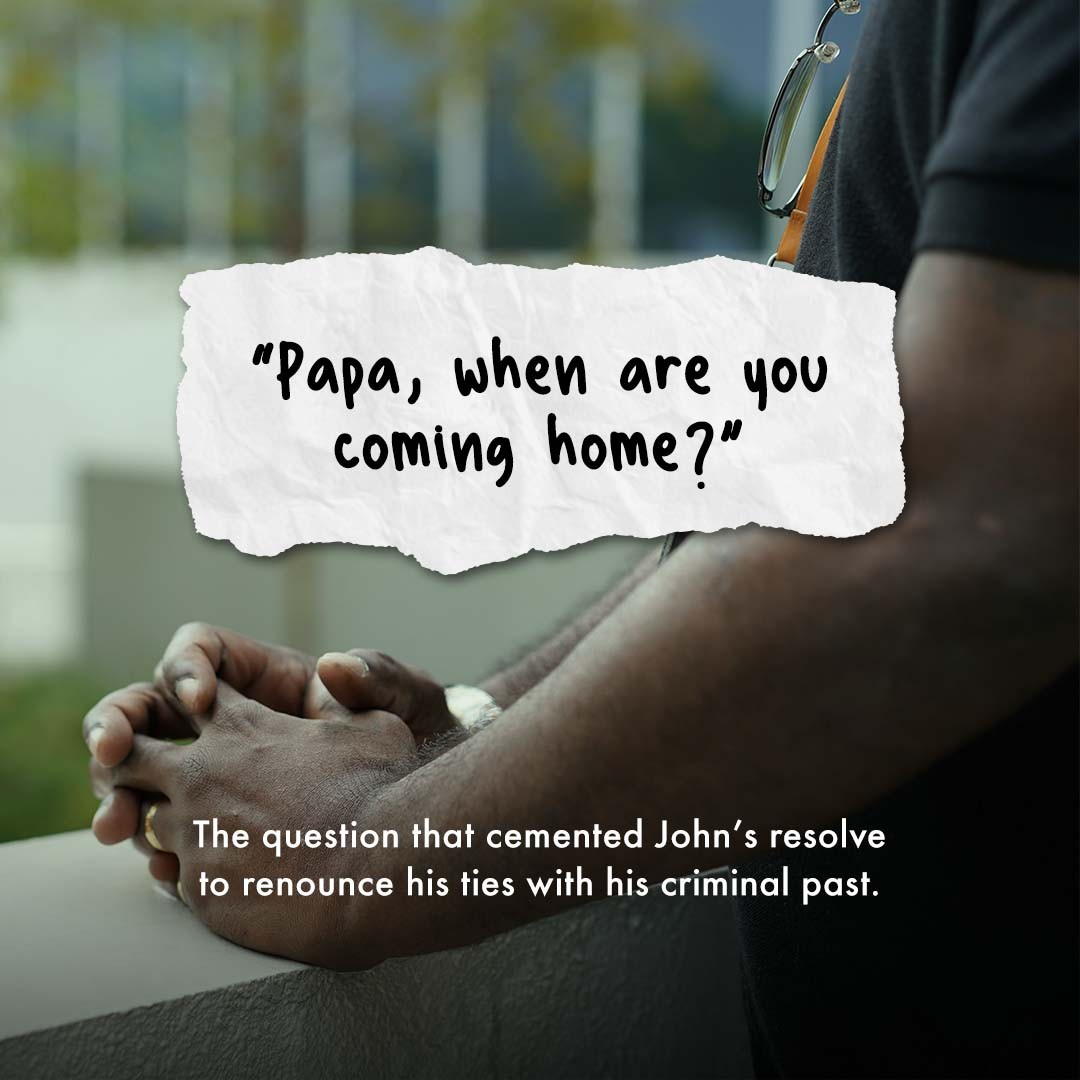 "Papa, when are you
coming home?"
The question that cemented John's resolve
to renounce his ties with his criminal past.